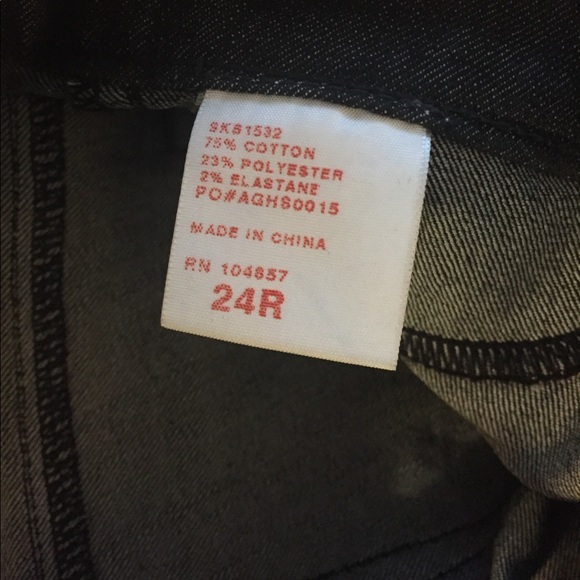 SKS1532
75% COTTON
23% POLYESTER
2% ELASTANE
PO#AGHS0015
MADE IN CHINA
RN 104857
24R